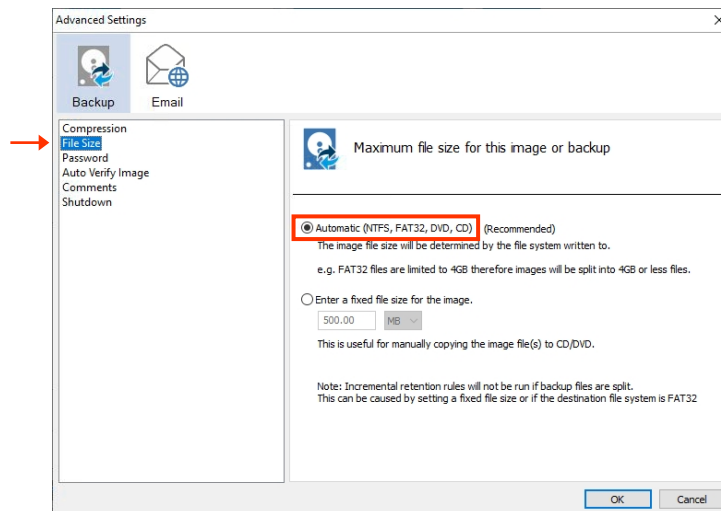 Advanced Settings
Backup
Email
Compression
File Size
Password
Auto Verify Image
Comments
Shutdown
Maximum file size for this image or backup
Automatic (NTFS, FAT32, DVD, CD) (Recommended)
The image file size will be determined by the file system written to.
e.g. FAT32 files are limited to 4GB therefore images will be split into 4GB or less files.
Enter a fixed file size for the image.
500.00 MB
This is useful for manually copying the image file(s) to CD/DVD.
Note: Incremental retention rules will not be run if backup files are split.
This can be caused by setting a fixed file size or if the destination file system is FAT32
OK Cancel